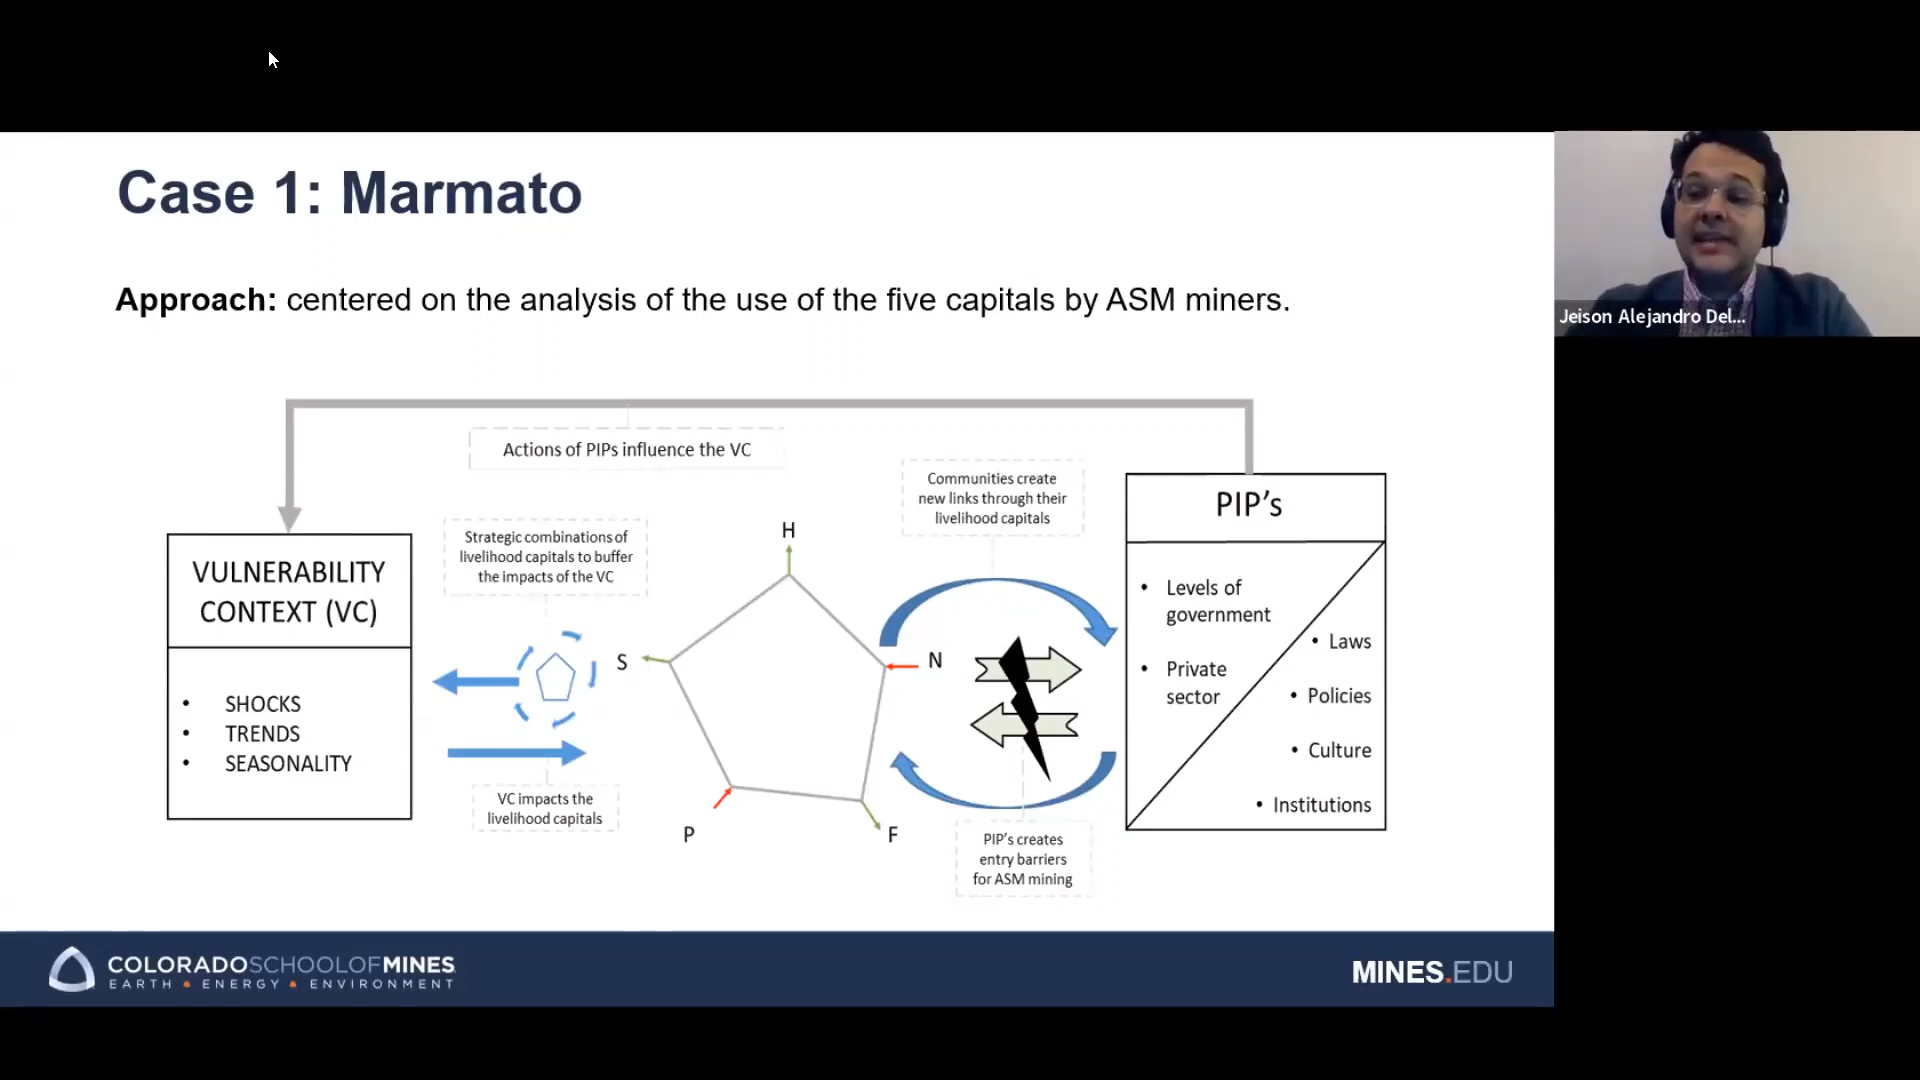 Case 1: Marmato
Approach: centered on the analysis of the use of the five capitals by ASM miners.
Jeison Alejandro Del...
Actions of PIPs influence the VC
Communities create
new links through their
livelihood capitals
PIP's
Strategic combinations of
livelihood capitals to buffer
the impacts of the VC
VULNERABILITY
CONTEXT (VC)
• SHOCKS
• TRENDS
• SEASONALITY
VC impacts the
livelihood capitals
H
S
N
P
F
• Levels of
government
• Private
sector
• Laws
• Policies
• Culture
• Institutions
PIP's creates
entry barriers
for ASM mining
COLORADOSCHOOLOFMINES
EARTH • ENERGY • ENVIRONMENT
MINES.EDU